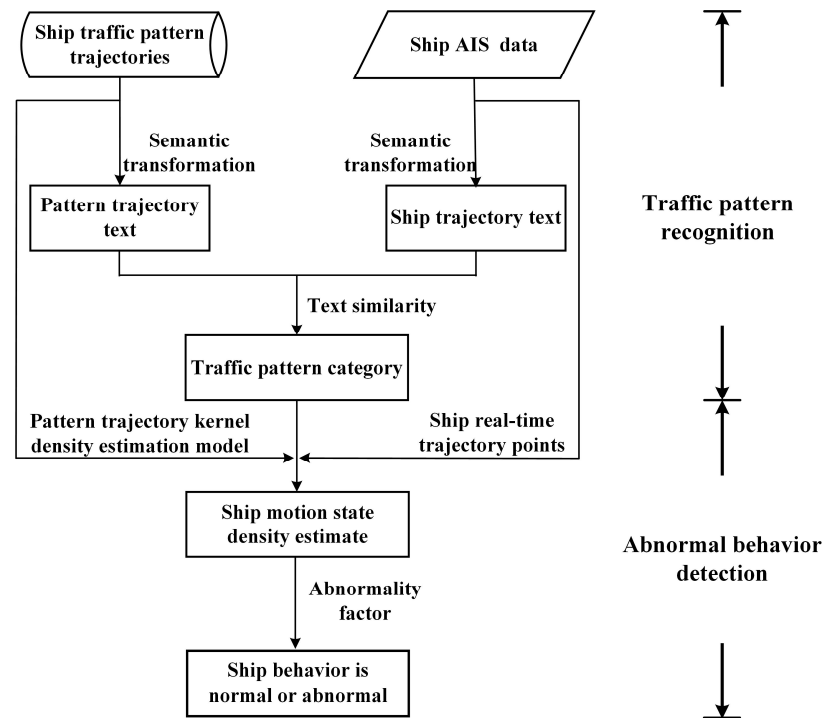 Ship traffic pattern
trajectories
Ship AIS data
Semantic
transformation
Semantic
transformation
Pattern trajectory
text
Ship trajectory text
Traffic pattern
recognition
Text similarity
Traffic pattern category
Pattern trajectory kernel
density estimation model
Ship real-time
trajectory points
Ship motion state
density estimate
Abnormal behavior
detection
Abnormality
factor
Ship behavior is
normal or abnormal